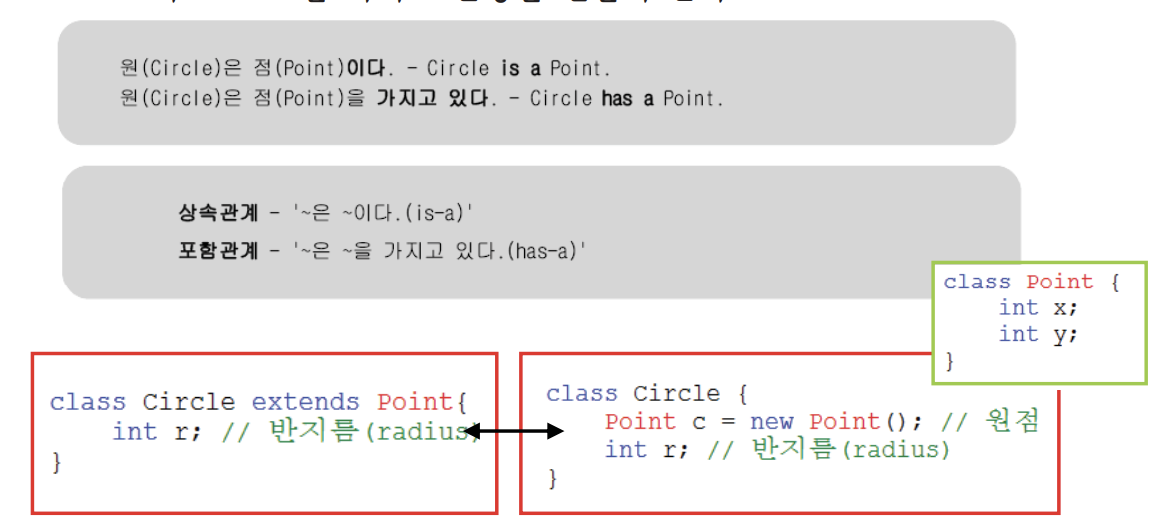 원(Circle)은 점(Point)이다. - Circle is a Point.
원(Circle)은 점(Point)을 가지고 있다. - Circle has a Point.
상속관계 - '~은 ~이다.(is-a)'
포함관계 - '~은 ~을 가지고 있다.(has-a)'
class Point {
int x;
int y;
}
class Circle extends Point{
int r; // 반지름(radius)
}
class Circle {
Point c = new Point(); // 원점
int r; // 반지름(radius)
}